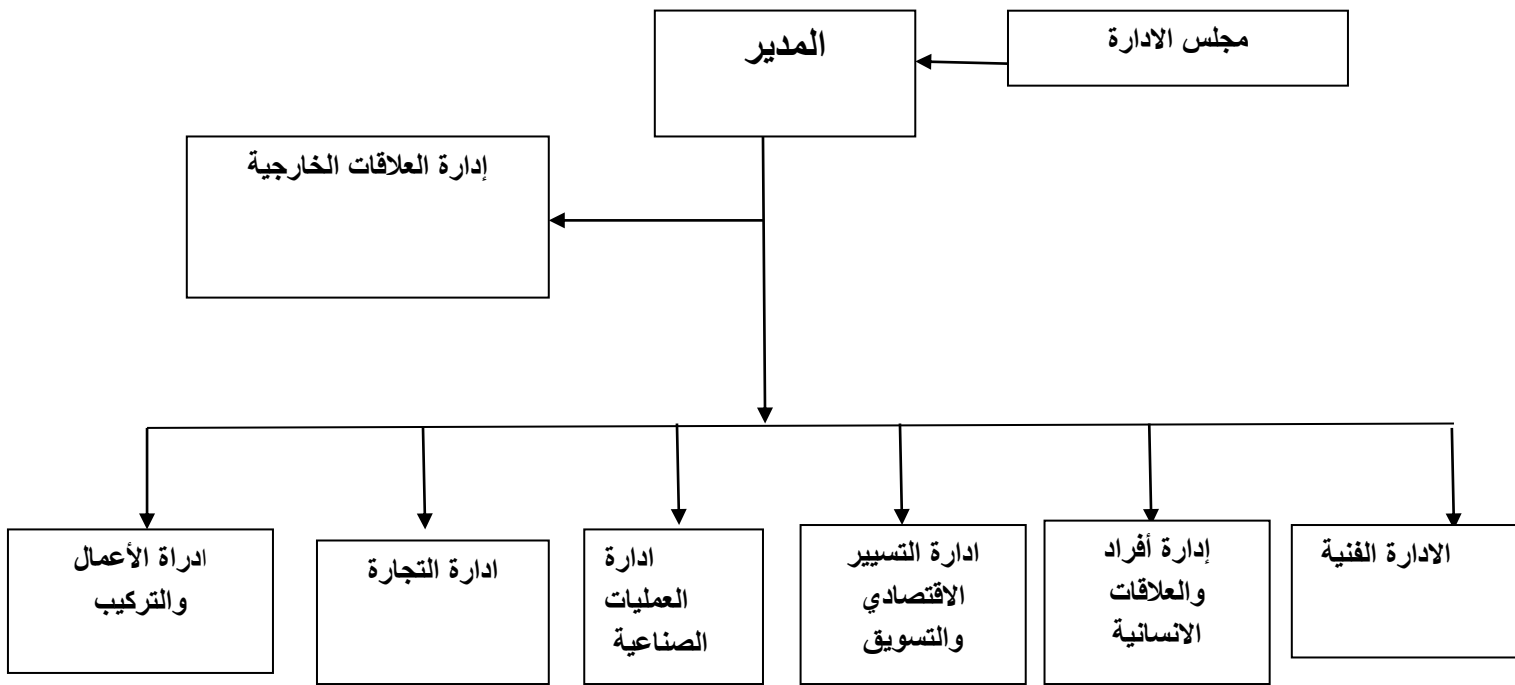 مجلس الادارة
المدير
إدارة العلاقات الخارجية
الادارة الفنية
إدارة أفراد
والعلاقات
الانسانية
ادارة التسيير
الاقتصادي
والتسويق
ادارة
العمليات
الصناعية
ادارة التجارة
ادراة الأعمال
والتركيب